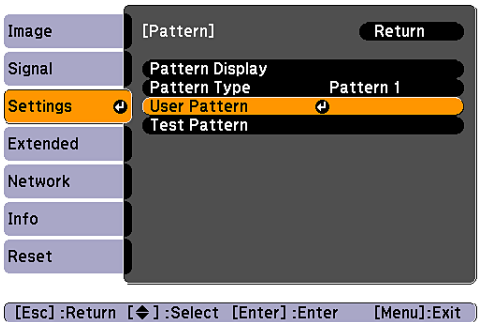 Image
Signal
Settings
Extended
Network
Info
Reset
[Pattern] Return
Pattern Display
Pattern Type Pattern 1
User Pattern
Test Pattern
[Esc] :Return [ ] :Select [Enter] :Enter [Menu]:Exit